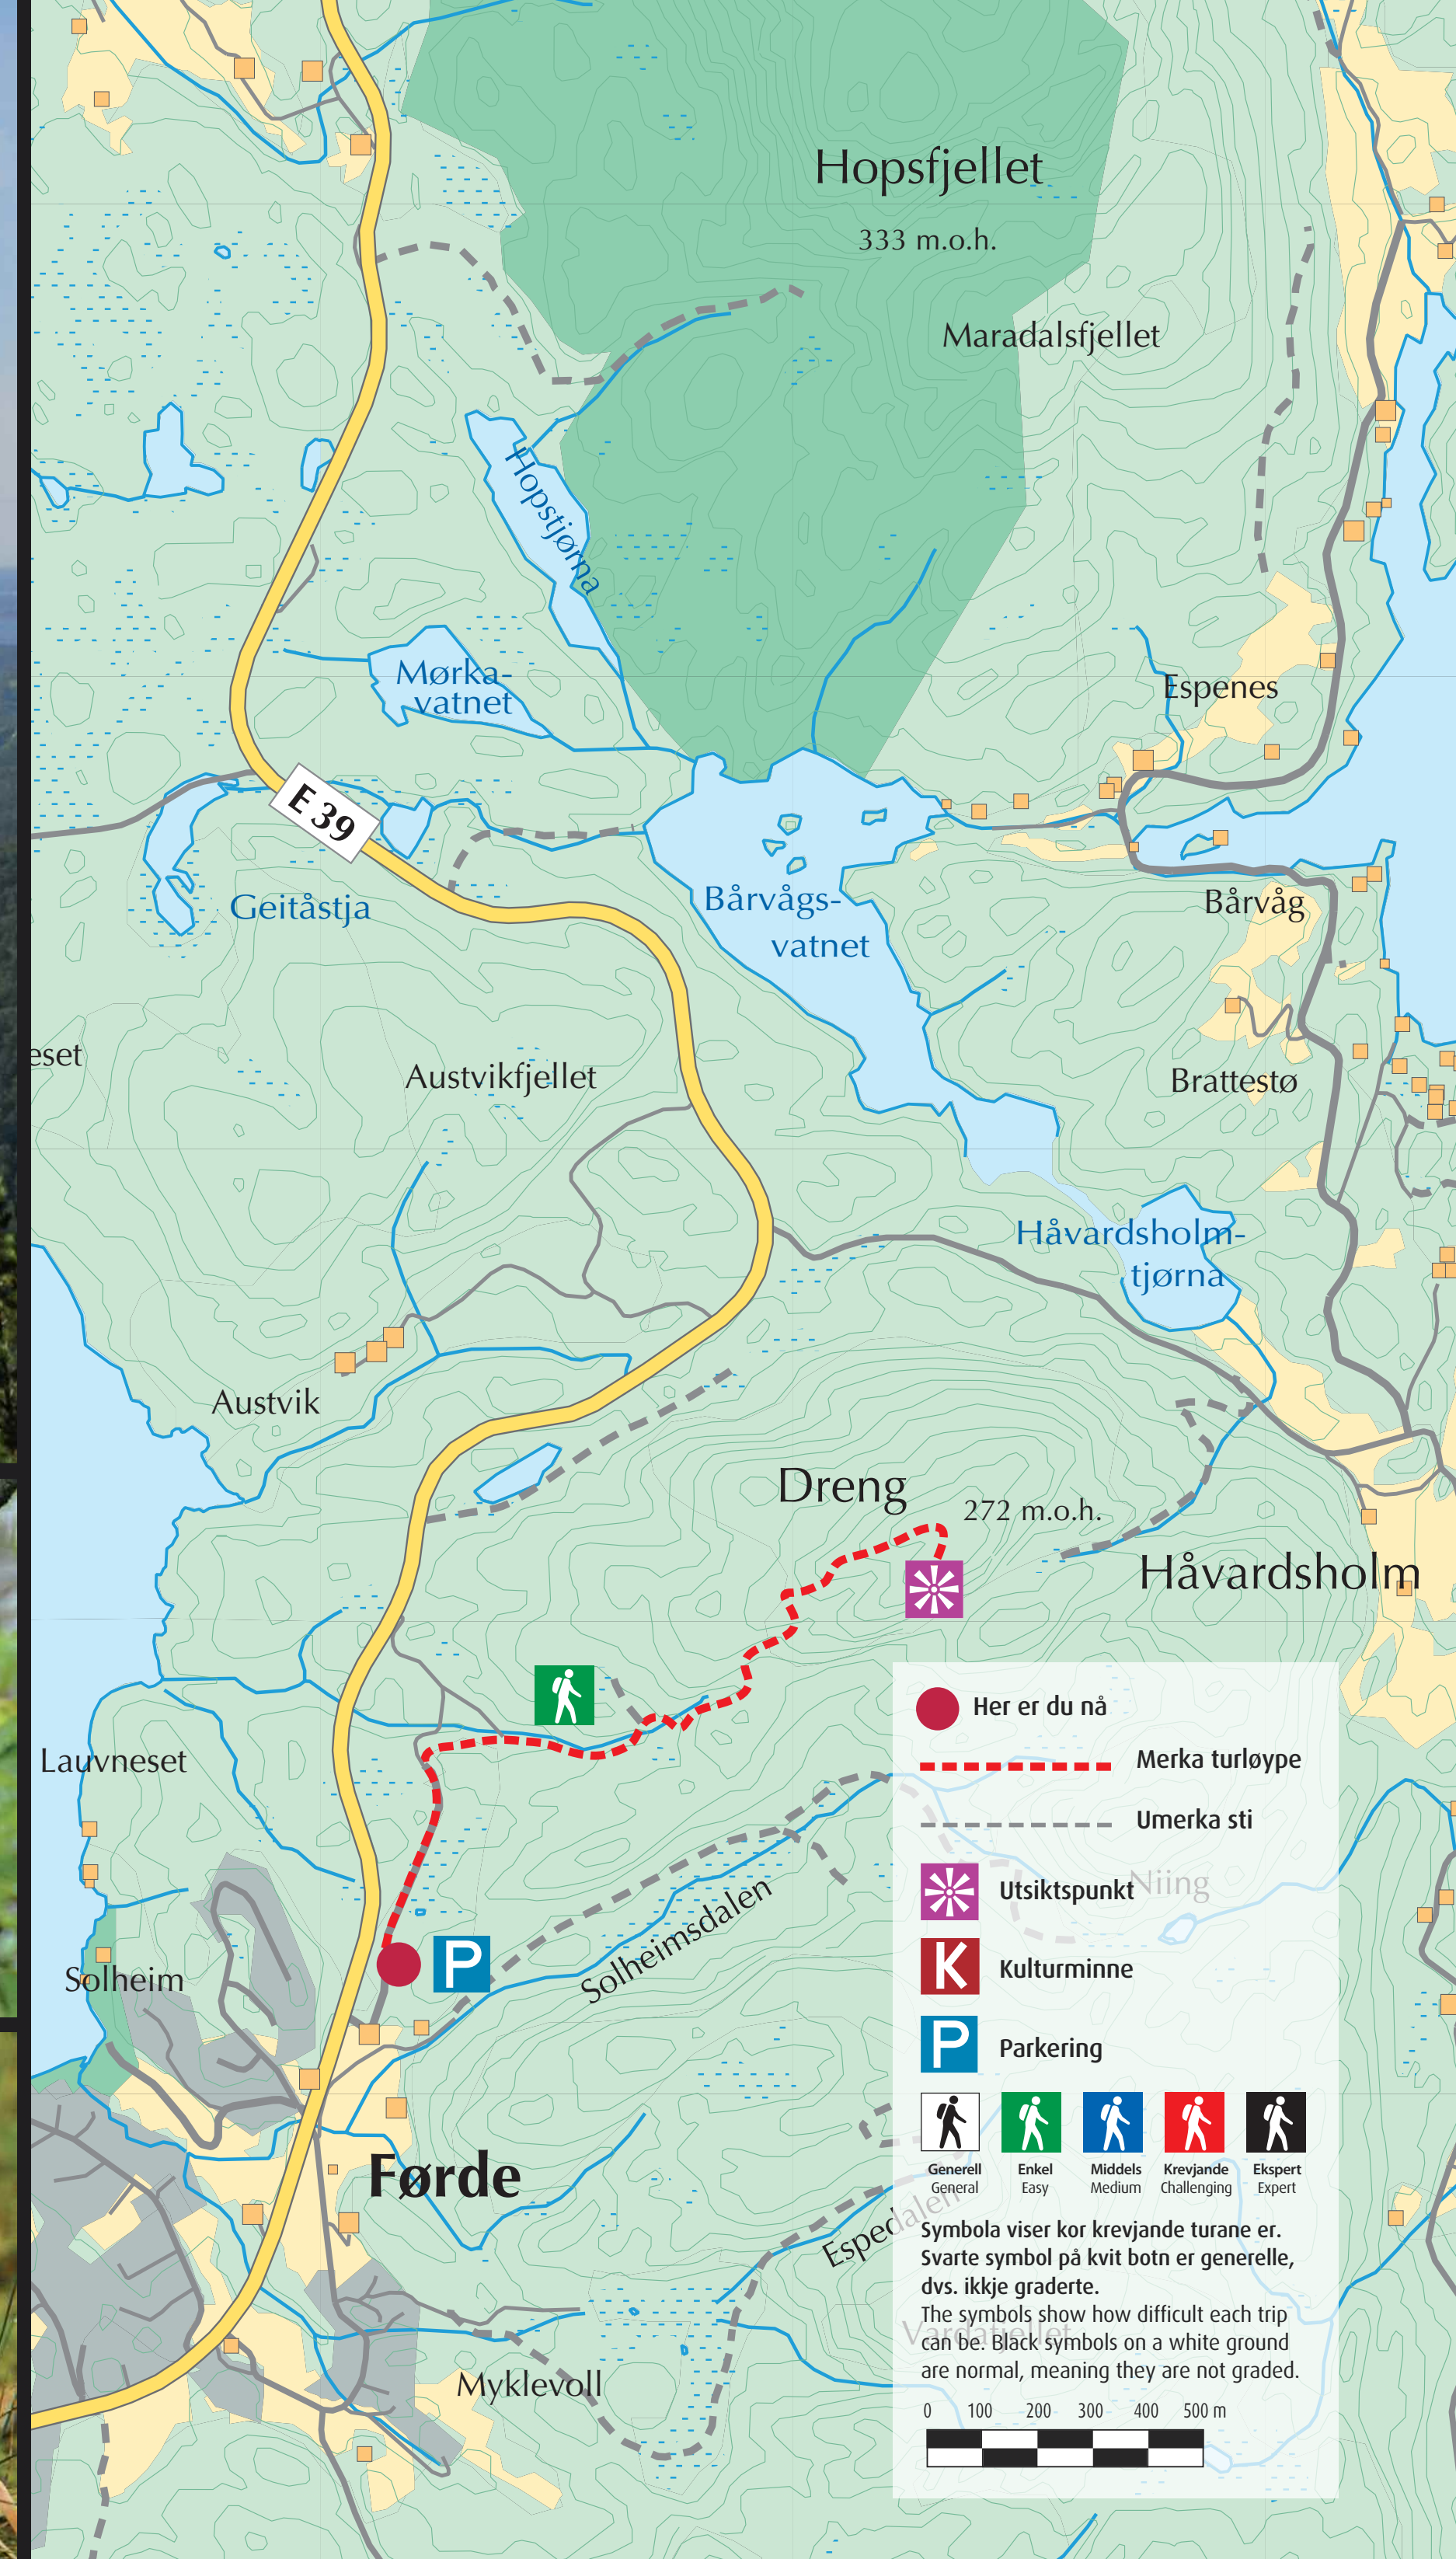 Hopsfjellet
333 m.o.h.
Maradalsfjellet
Hopstjørna
Mørka-
vatnet
Espenes
E 39
Geitåstja
Bårvågs-
vatnet
Bårvåg
eset
Austvikfjellet
Brattestø
Håvardsholm-
tjørna
Austvik
Dreng
272 m.o.h.
Håvardsholm
Lauvneset
Solheim
P
Solheimsdalen
Førde
Espedalen
Myklevoll
Her er du nå
Merka turløype
Umerka sti
Utsiktspunkt
Niing
K
Kulturminne
P
Parkering
Generell
General
Enkel
Easy
Middels
Medium
Krevjande
Challenging
Ekspert
Expert
Symbola viser kor krevjande turane er.
Svarte symbol på kvit botn er generelle,
dvs. ikkje graderte.
The symbols show how difficult each trip
can be. Black symbols on a white ground
are normal, meaning they are not graded.
Vardafjellet
0 100 200 300 400 500 m